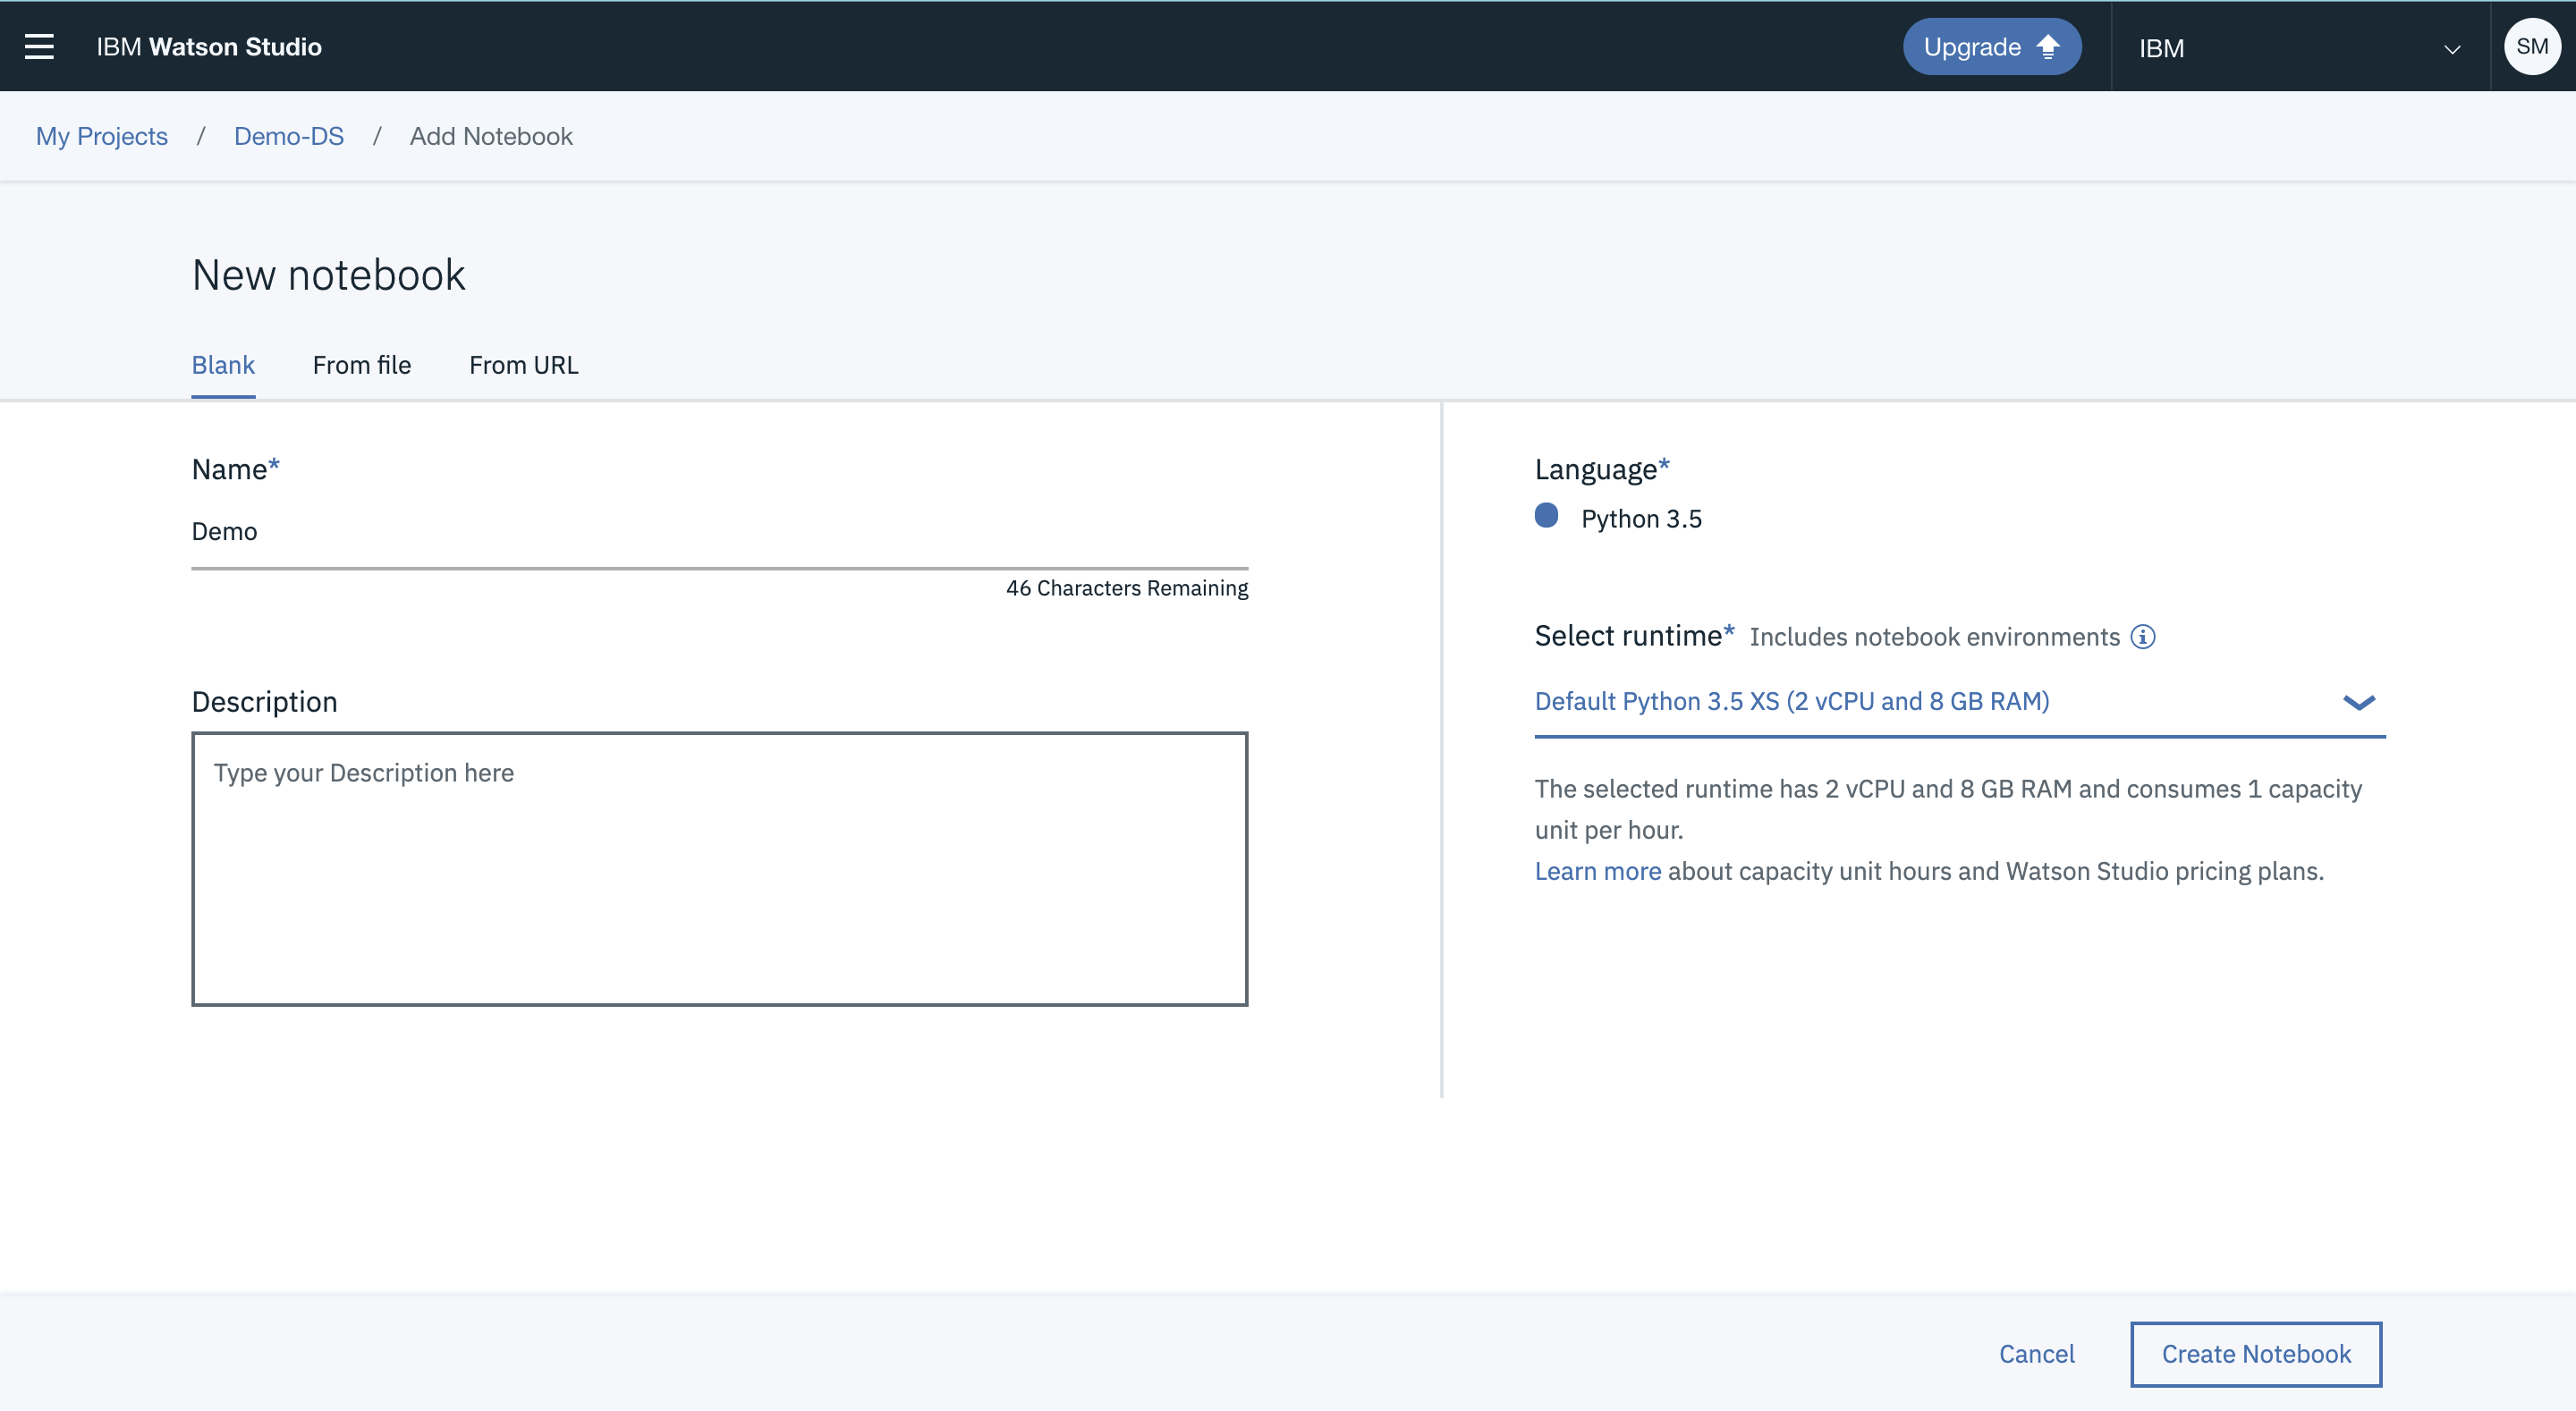 IBM Watson Studio
Upgrade
IBM
SM
My Projects / Demo-DS / Add Notebook
New notebook
Blank
From file
From URL
Name*
Demo
46 Characters Remaining
Description
Type your Description here
Language*
Python 3.5
Select runtime* Includes notebook environments
Default Python 3.5 XS (2 vCPU and 8 GB RAM)
The selected runtime has 2 vCPU and 8 GB RAM and consumes 1 capacity
unit per hour.
Learn more about capacity unit hours and Watson Studio pricing plans.
Cancel
Create Notebook